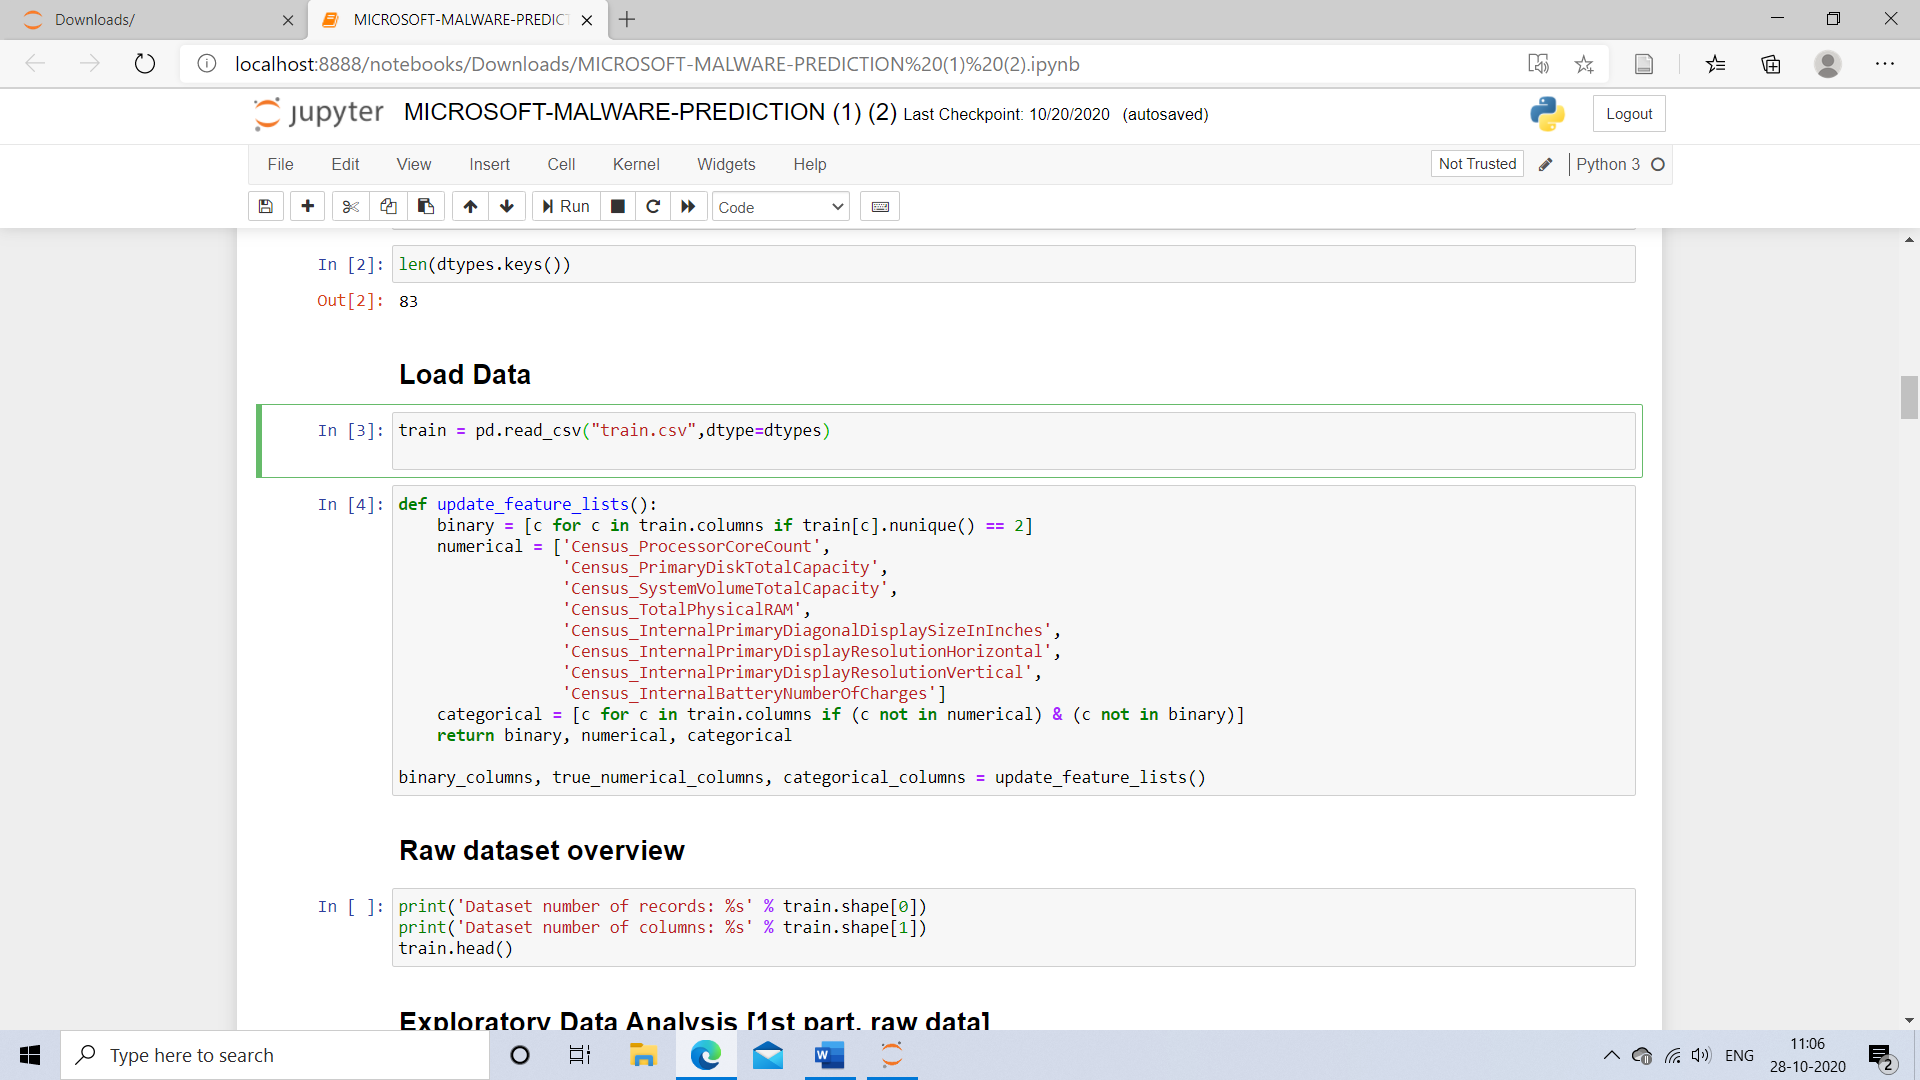 Downloads/
MICROSOFT-MALWARE-PREDICT
localhost:8888/notebooks/Downloads/MICROSOFT-MALWARE-PREDICTION%20(1)%20(2).ipynb
jupyter MICROSOFT-MALWARE-PREDICTION (1) (2) Last Checkpoint: 10/20/2020 (autosaved)
Logout
File Edit View Insert Cell Kernel Widgets Help
Not Trusted Python 3
Run Code
In [2]: len(dtypes.keys())
Out[2]: 83
Load Data
In [3]: train = pd.read_csv("train.csv",dtype=dtypes)
In [4]: def update_feature_lists():
    binary = [c for c in train.columns if train[c].nunique() == 2]
    numerical = ['Census_ProcessorCoreCount',
                 'Census_PrimaryDiskTotalCapacity',
                 'Census_SystemVolumeTotalCapacity',
                 'Census_TotalPhysicalRAM',
                 'Census_InternalPrimaryDiagonalDisplaySizeInInches',
                 'Census_InternalPrimaryDisplayResolutionHorizontal',
                 'Census_InternalPrimaryDisplayResolutionVertical',
                 'Census_InternalBatteryNumberOfCharges']
    categorical = [c for c in train.columns if (c not in numerical) & (c not in binary)]
    return binary, numerical, categorical
binary_columns, true_numerical_columns, categorical_columns = update_feature_lists()
Raw dataset overview
In [ ]: print('Dataset number of records: %s' % train.shape[0])
print('Dataset number of columns: %s' % train.shape[1])
train.head()
Exploratory Data Analysis [1st part, raw data]
Type here to search
W
ENG
11:06
28-10-2020
2